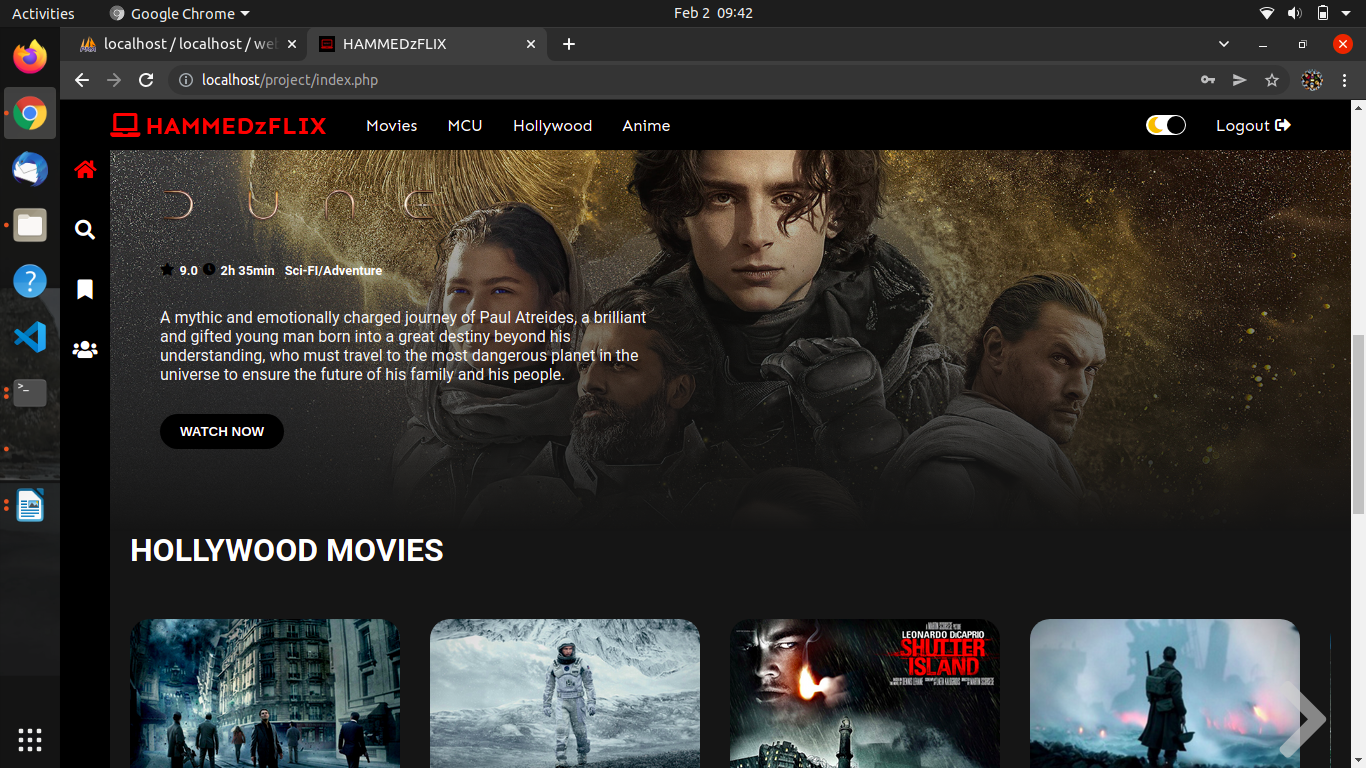 Activities
Google Chrome
Feb 2 09:42
localhost / localhost / we
HAMMEDzFLIX
localhost/project/index.php
HAMMEDzFLIX
Movies
MCU
Hollywood
Anime
Logout
DUNE
9.0 2h 35min Sci-FI/Adventure
A mythic and emotionally charged journey of Paul Atreides, a brilliant
and gifted young man born into a great destiny beyond his
understanding, who must travel to the most dangerous planet in the
universe to ensure the future of his family and his people.
WATCH NOW
HOLLYWOOD MOVIES
LEONARDO DiCAPRIO
SHUTTER
ISLAND